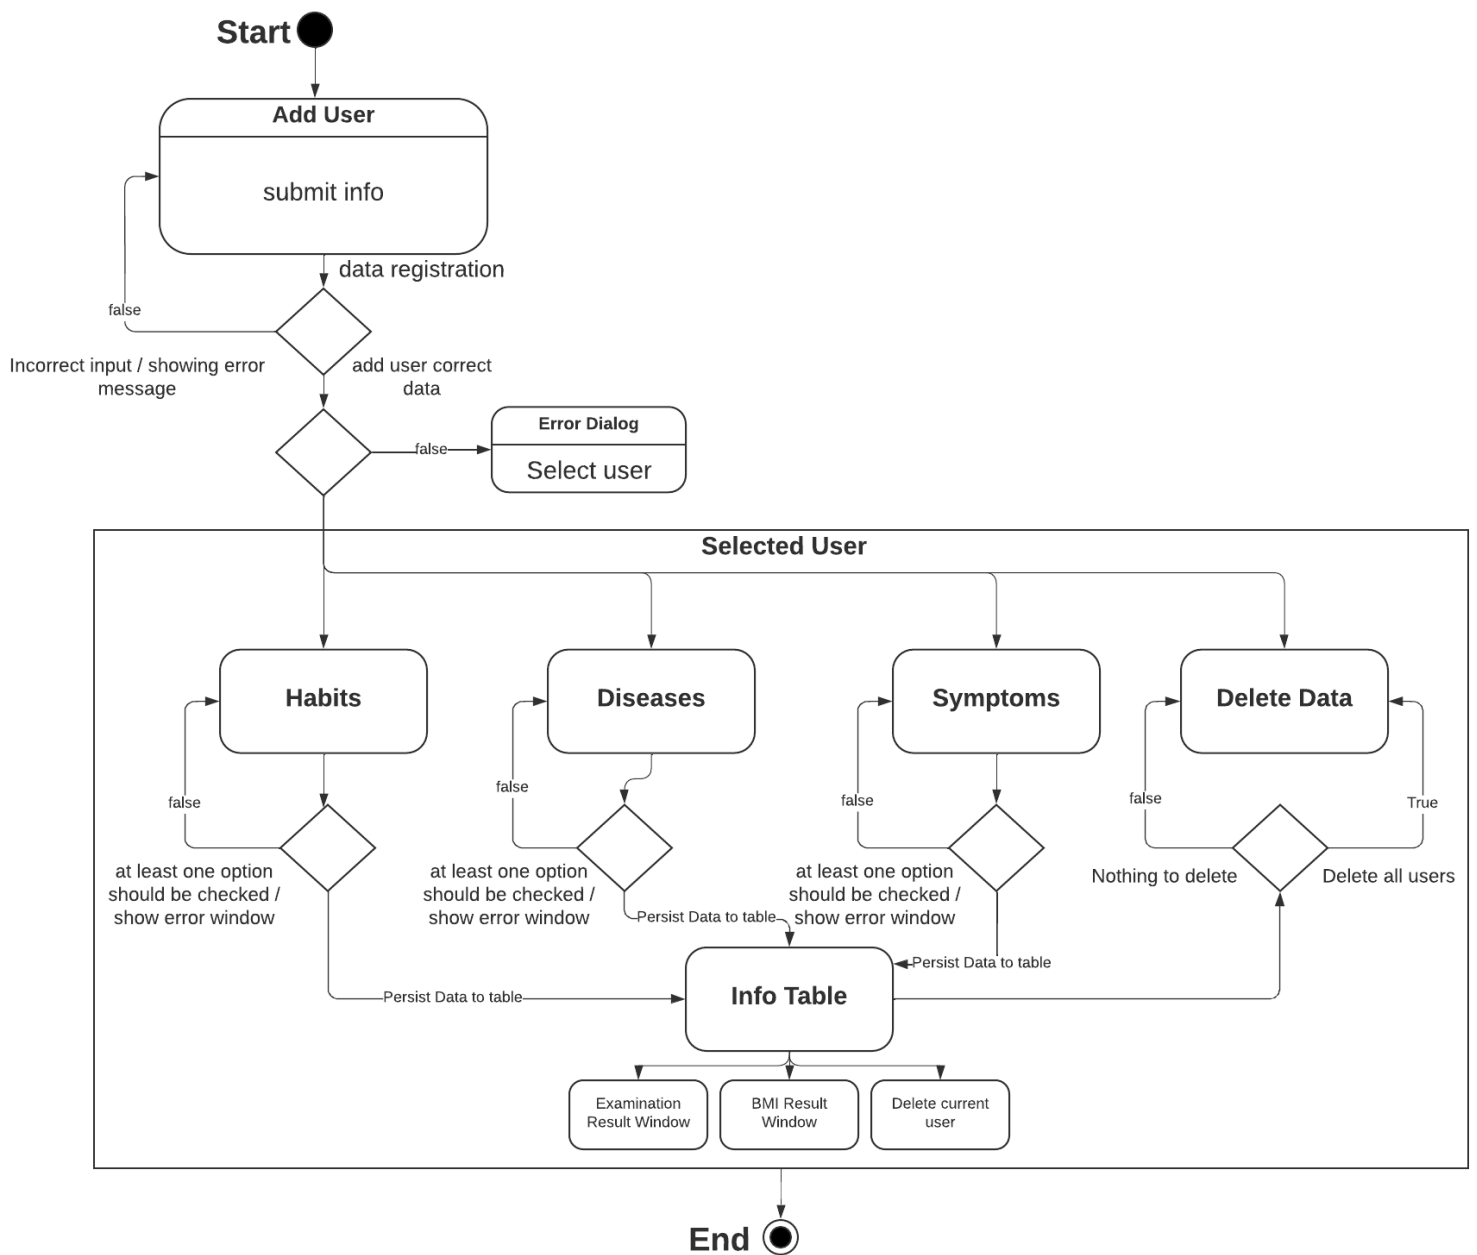 Start
Add User
submit info
data registration
false
Incorrect input / showing error
message
add user correct
data
Error Dialog
false
Select user
Selected User
Habits
Diseases
Symptoms
Delete Data
false
false
false
false
True
at least one option
should be checked /
show error window
at least one option
should be checked /
show error window
at least one option
should be checked /
show error window
Nothing to delete
Delete all users
Persist Data to table
Persist Data to table
Persist Data to table
Info Table
Examination
Result Window
BMI Result
Window
Delete current
user
End